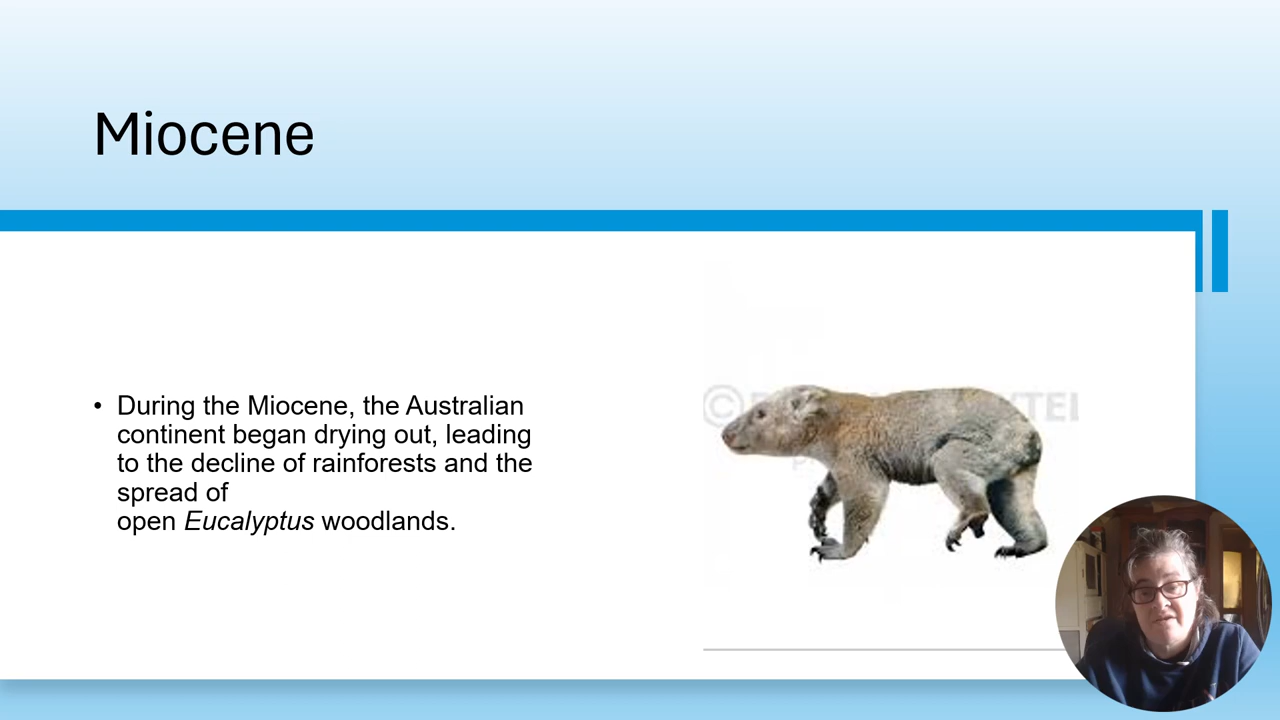 Miocene
• During the Miocene, the Australian
continent began drying out, leading
to the decline of rainforests and the
spread of
open Eucalyptus woodlands.